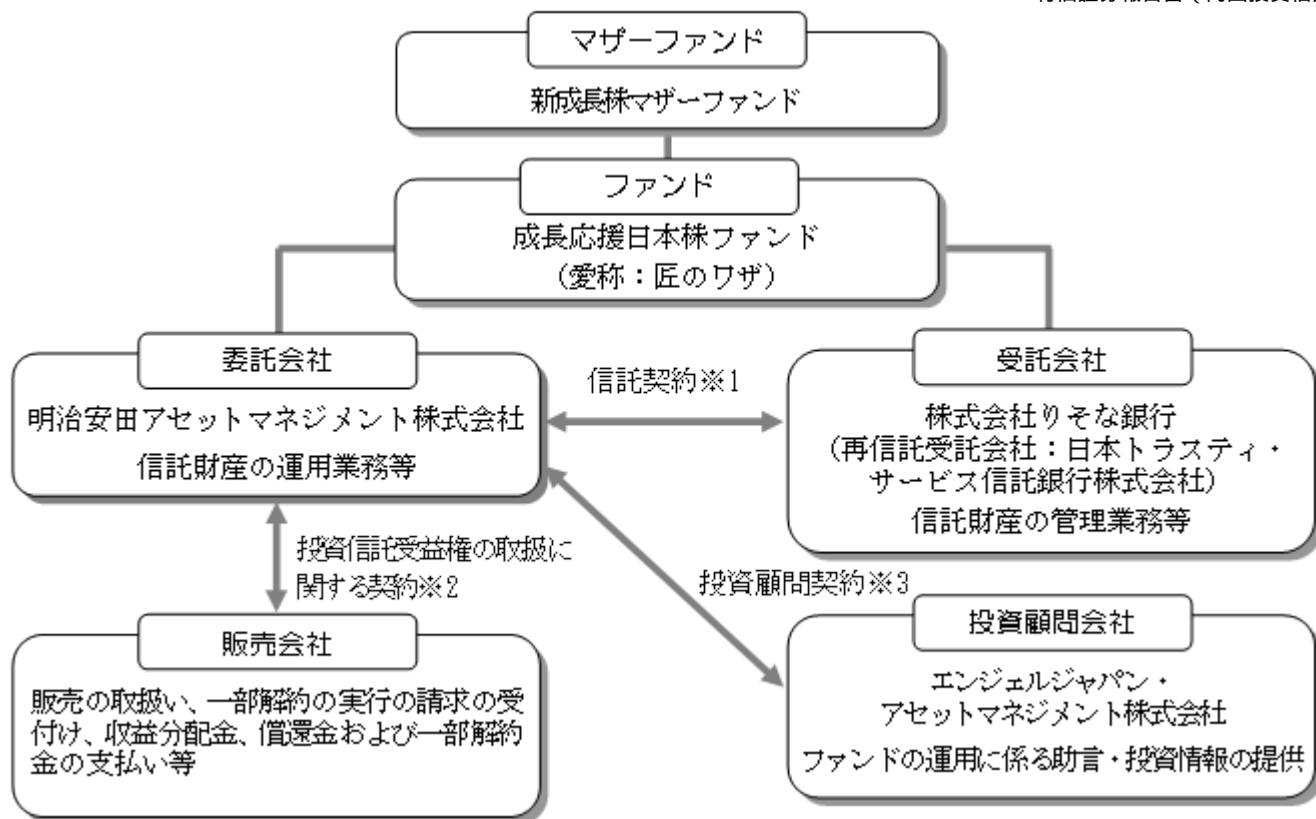 マザーファンド
新成長株マザーファンド
ファンド
成長応援日本株ファンド
(愛称：匠のワザ)
委託会社
明治安田アセットマネジメント株式会社
信託財産の運用業務等
信託契約※1
受託会社
株式会社りそな銀行
(再信託受託会社：日本トラスティ・
サービス信託銀行株式会社)
信託財産の管理業務等
投資信託受益権の取扱に
関する契約※2
投資顧問契約※3
販売会社
販売の取扱い、一部解約の実行の請求の受
付け、収益分配金、償還金および一部解約
金の支払い等
投資顧問会社
エンジェルジャパン・
アセットマネジメント株式会社
ファンドの運用に係る助言・投資情報の提供